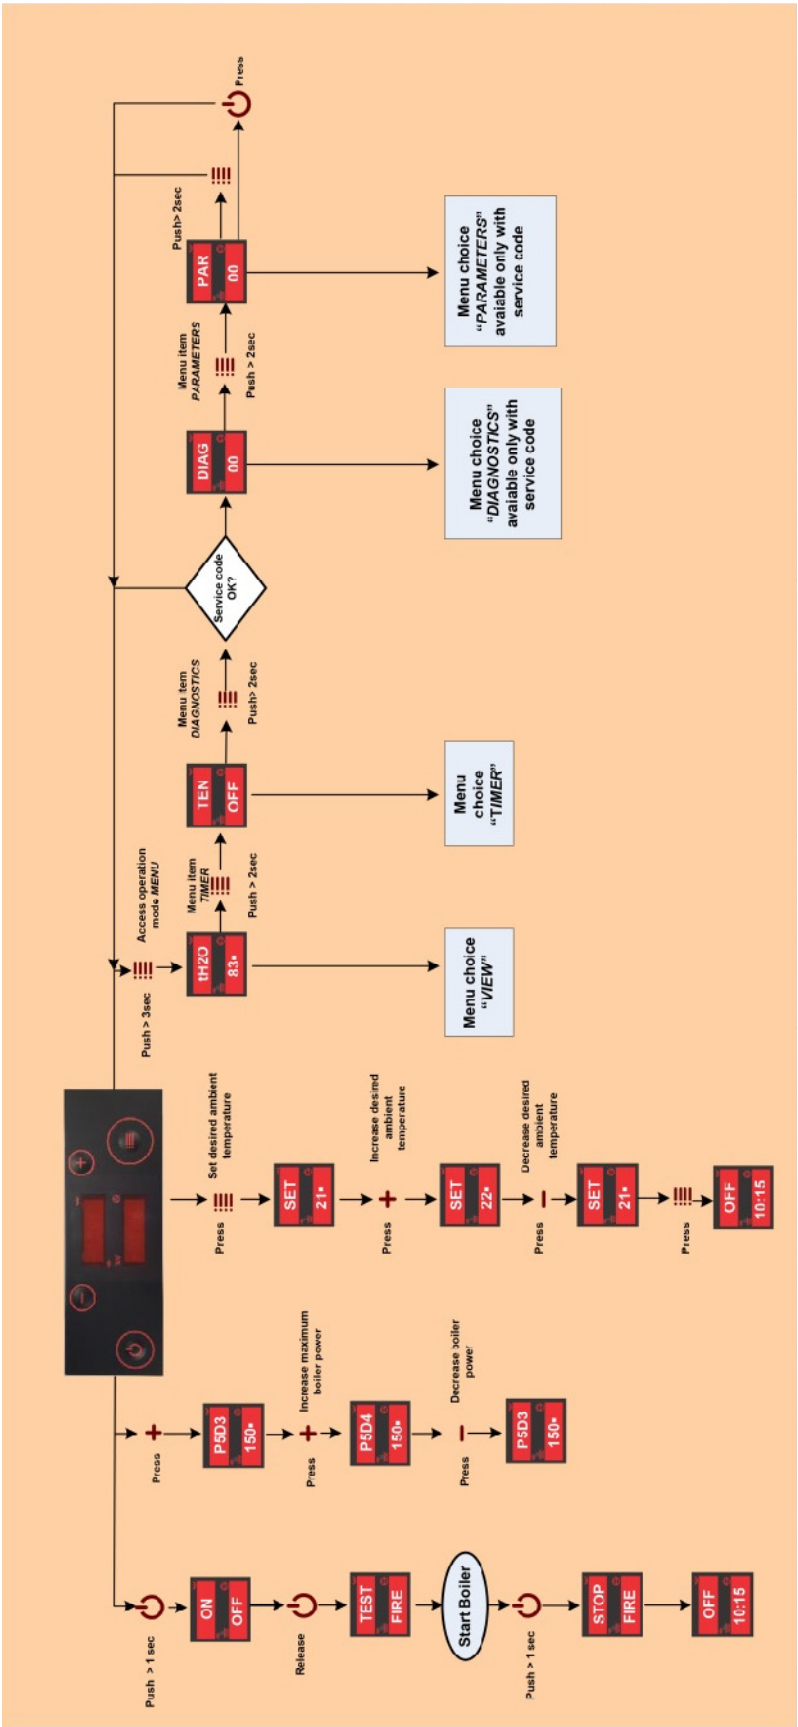 Push > 1 sec
ON
OFF
Release
TEST
FIRE
Start Boiler
Push > 1 sec
STOP
FIRE
OFF
10:15
Press
P5D3
150•
Press
Increase maximum
boiler power
P5D4
150•
Press
Decrease boiler
power
P5D3
150•
Press
Set desired ambient
temperature
SET
21•
Press
Increase desired
ambient
temperature
SET
22•
Press
Decrease desired
ambient
temperature
SET
21•
Press
OFF
10:15
Push > 3sec
Access operation
mode MENU
tH2O
83•
Menu choice
“VIEW”
Menu item
TIMER
Push > 2sec
TEN
OFF
Menu
choice
“TIMER”
Menu item
DIAGNOSTICS
Push> 2sec
Service code
OK?
DIAG
00
Menu choice
“DIAGNOSTICS”
avaiable only with
service code
Menu item
PARAMETERS
Push > 2sec
PAR
00
Menu choice
“PARAMETERS”
avaiable only with
service code
Push> 2sec
Press